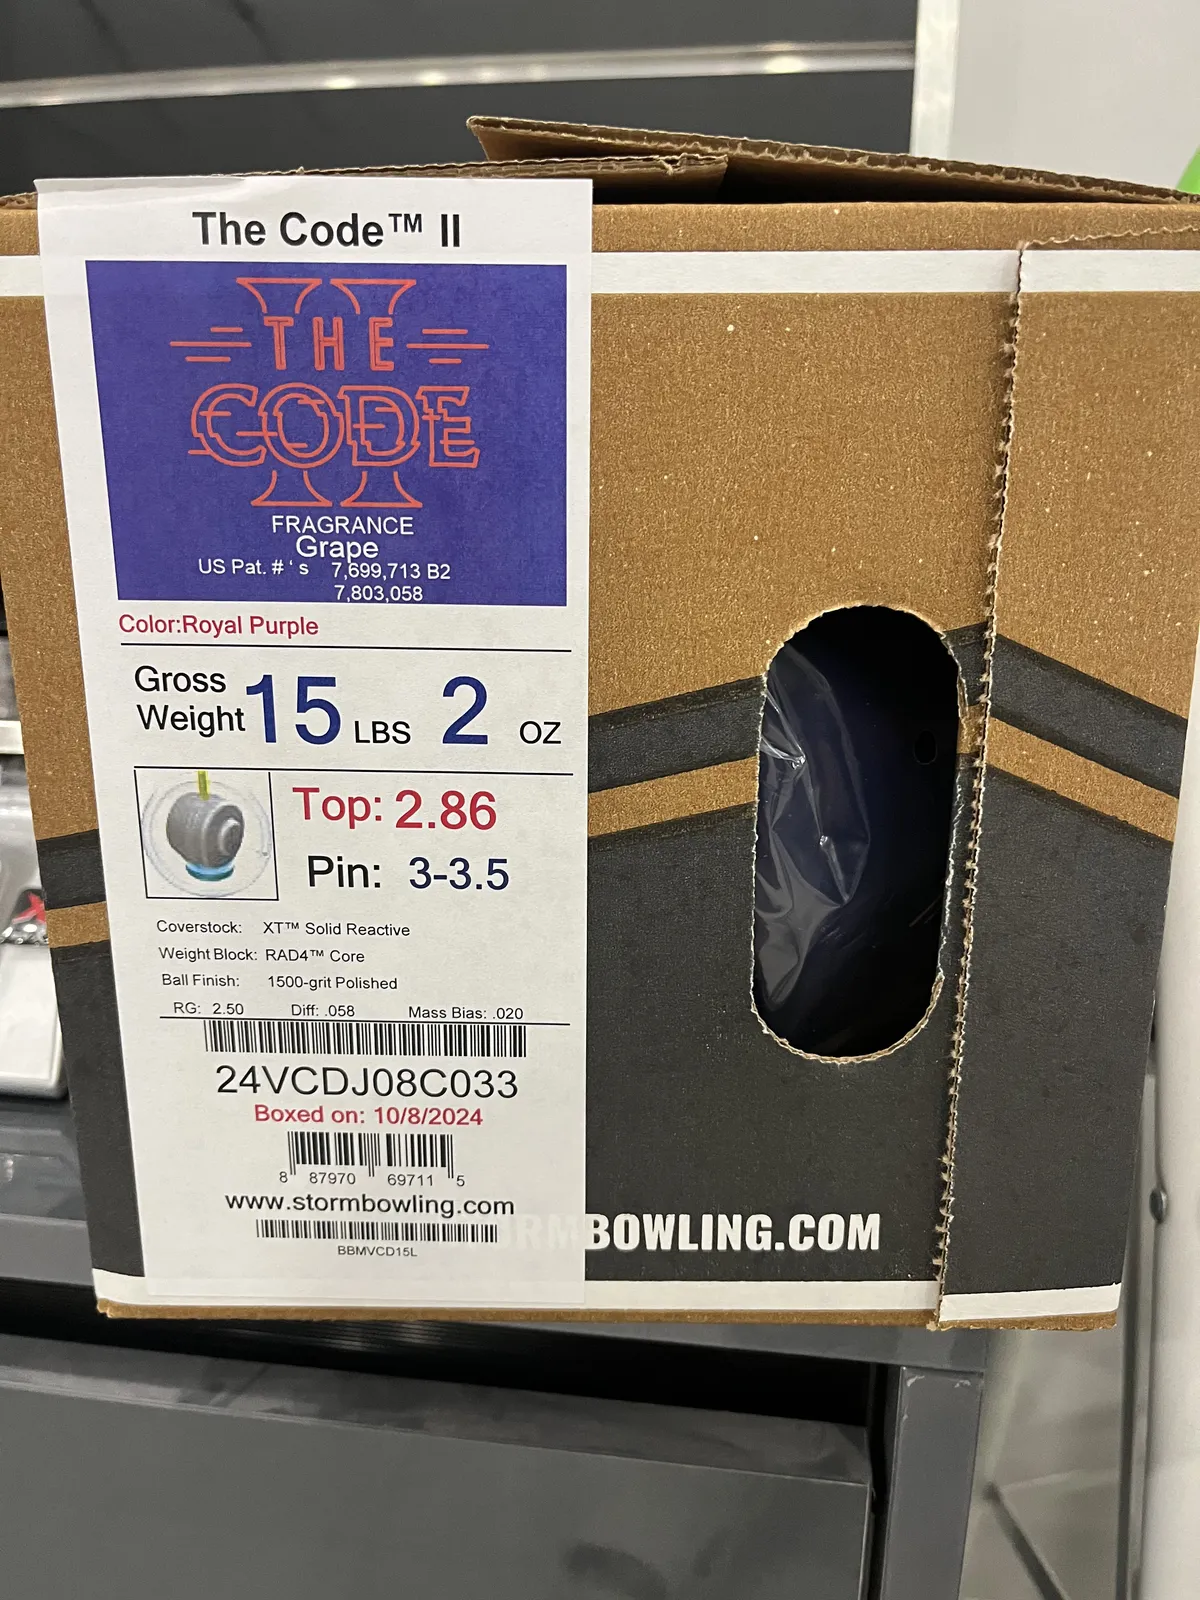 The Code™ II
II
THE
CODE
FRAGRANCE
Grape
US Pat. # ' s 7,699,713 B2
7,803,058
Color:Royal Purple
Gross Weight 15 LBS 2 OZ
Top: 2.86
Pin: 3-3.5
Coverstock: XT™ Solid Reactive
Weight Block: RAD4™ Core
Ball Finish: 1500-grit Polished
RG: 2.50 Diff: .058 Mass Bias: .020
24VCDJ08C033
Boxed on: 10/8/2024
8 87970 69711 5
www.stormbowling.com
BBMVCD15L
RMBOWLING.COM